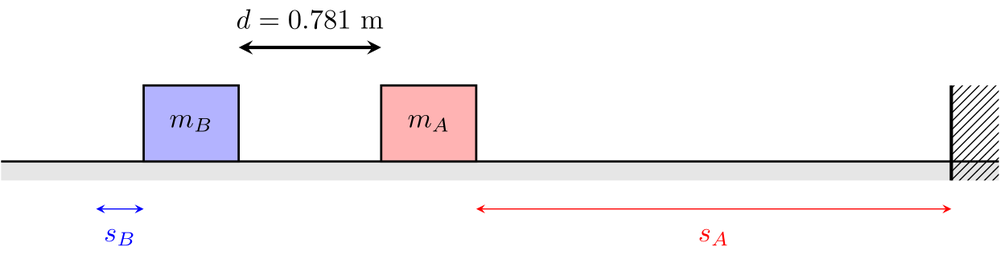 d = 0.781 m
m_B
m_A
s_B
s_A